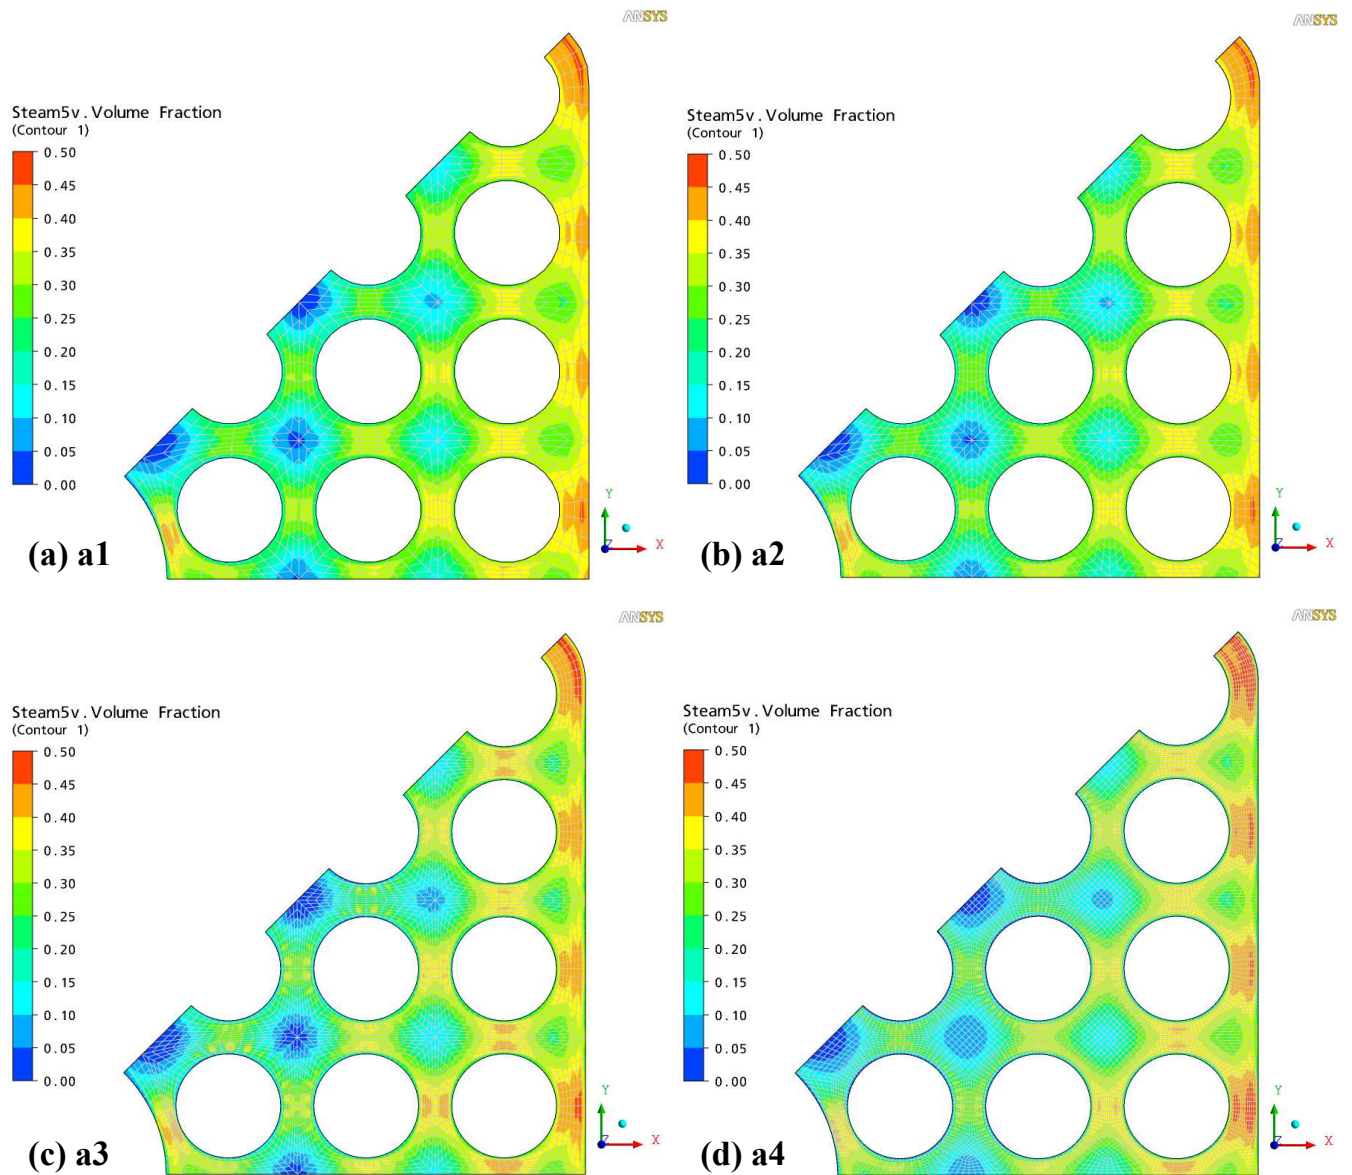 ANSYS
Steam5v.Volume Fraction
(Contour 1)
0.50
0.45
0.40
0.35
0.30
0.25
0.20
0.15
0.10
0.05
0.00
Y
Z
X
(a) a1
ANSYS
Steam5v.Volume Fraction
(Contour 1)
0.50
0.45
0.40
0.35
0.30
0.25
0.20
0.15
0.10
0.05
0.00
Y
Z
X
(b) a2
ANSYS
Steam5v.Volume Fraction
(Contour 1)
0.50
0.45
0.40
0.35
0.30
0.25
0.20
0.15
0.10
0.05
0.00
Y
Z
X
(c) a3
ANSYS
Steam5v.Volume Fraction
(Contour 1)
0.50
0.45
0.40
0.35
0.30
0.25
0.20
0.15
0.10
0.05
0.00
Y
Z
X
(d) a4